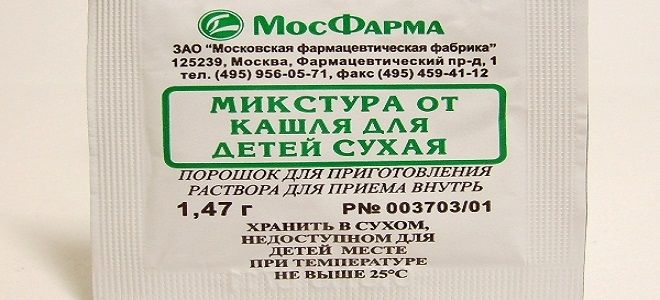 МОСФАРМА
ЗАО "Московская фармацевтическая фабрика"
125239, Москва, Фармацевтический пр-д, 1
тел. (495) 956-05-71, факс (495) 459-41-12
МИКСТУРА ОТ
КАШЛЯ ДЛЯ
ДЕТЕЙ СУХАЯ
ПОРОШОК ДЛЯ ПРИГОТОВЛЕНИЯ
РАСТВОРА ДЛЯ ПРИЕМА ВНУТРЬ
1,47 г Р№ 003703/01
ХРАНИТЬ В СУХОМ,
НЕДОСТУПНОМ ДЛЯ
ДЕТЕЙ МЕСТЕ
ПРИ ТЕМПЕРАТУРЕ
НЕ ВЫШЕ 25°С